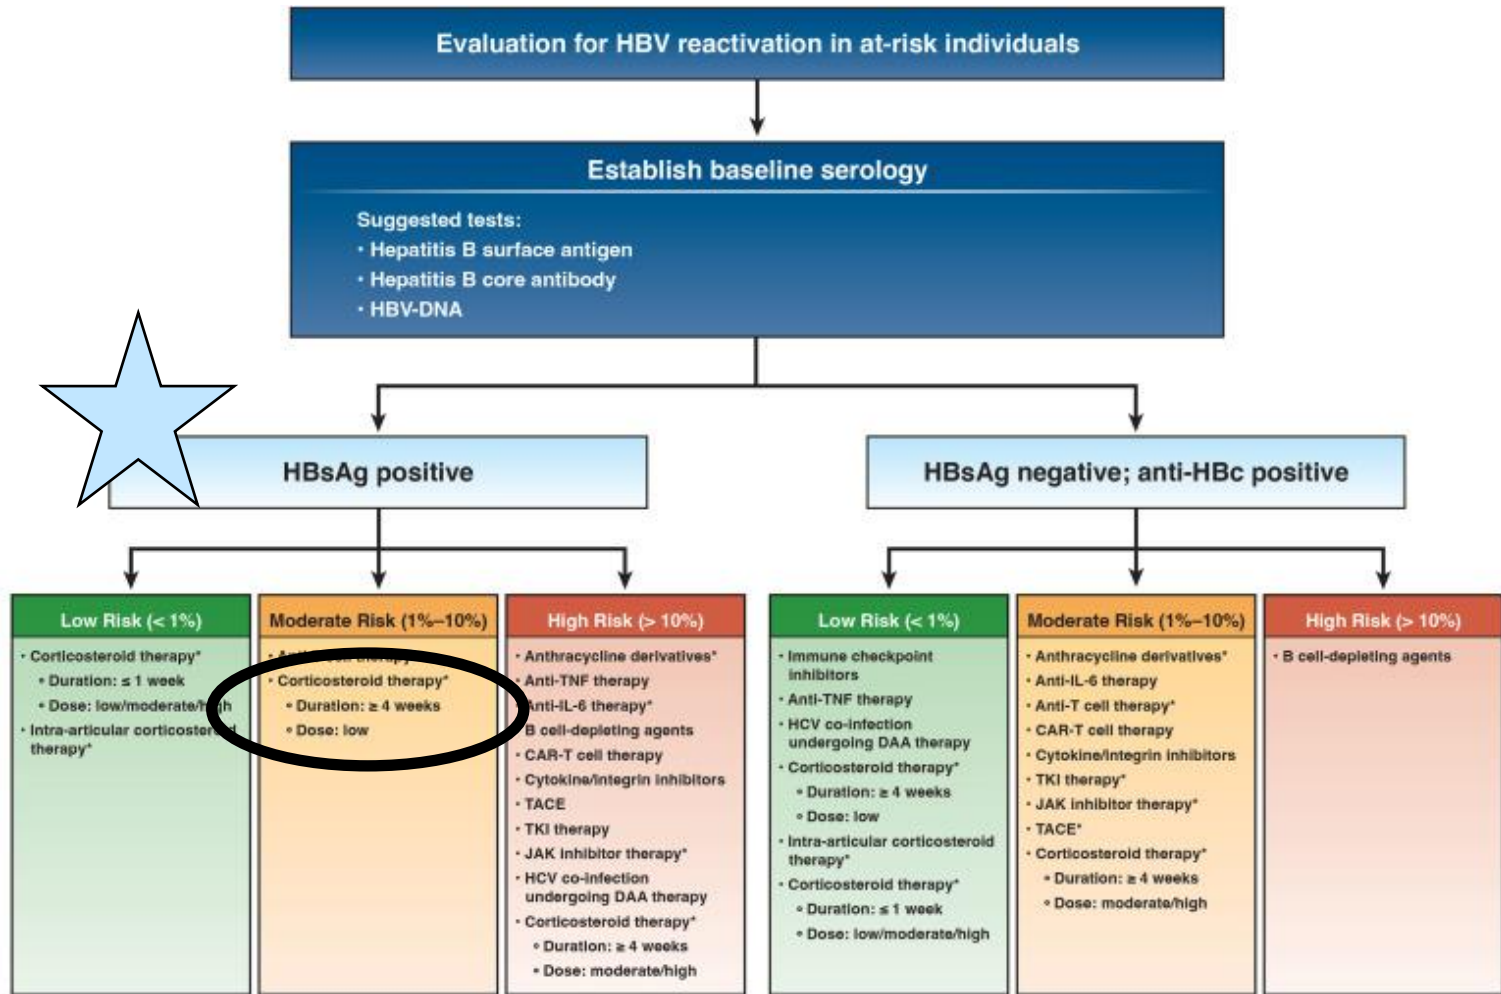 Evaluation for HBV reactivation in at-risk individuals
Establish baseline serology
Suggested tests:
· Hepatitis B surface antigen
· Hepatitis B core antibody
· HBV-DNA
HBsAg positive
HBsAg negative; anti-HBc positive
Low Risk (< 1%)
· Corticosteroid therapy*
∘ Duration: ≤ 1 week
∘ Dose: low/moderate/high
· Intra-articular corticosteroid
therapy*
Moderate Risk (1%–10%)
therapy
· Corticosteroid therapy*
∘ Duration: ≥ 4 weeks
∘ Dose: low
High Risk (> 10%)
· Anthracycline derivatives*
· Anti-TNF therapy
Anti-IL-6 therapy*
B cell-depleting agents
· CAR-T cell therapy
· Cytokine/integrin inhibitors
· TACE
· TKI therapy
· JAK inhibitor therapy*
· HCV co-infection
undergoing DAA therapy
· Corticosteroid therapy*
∘ Duration: ≥ 4 weeks
∘ Dose: moderate/high
Low Risk (< 1%)
· Immune checkpoint
inhibitors
· Anti-TNF therapy
· HCV co-infection
undergoing DAA therapy
· Corticosteroid therapy*
∘ Duration: ≥ 4 weeks
∘ Dose: low
· Intra-articular corticosteroid
therapy*
· Corticosteroid therapy*
∘ Duration: ≤ 1 week
∘ Dose: low/moderate/high
Moderate Risk (1%–10%)
· Anthracycline derivatives*
· Anti-IL-6 therapy
· Anti-T cell therapy*
· CAR-T cell therapy
· Cytokine/integrin inhibitors
· TKI therapy*
· JAK inhibitor therapy*
· TACE*
· Corticosteroid therapy*
∘ Duration: ≥ 4 weeks
∘ Dose: moderate/high
High Risk (> 10%)
· B cell-depleting agents